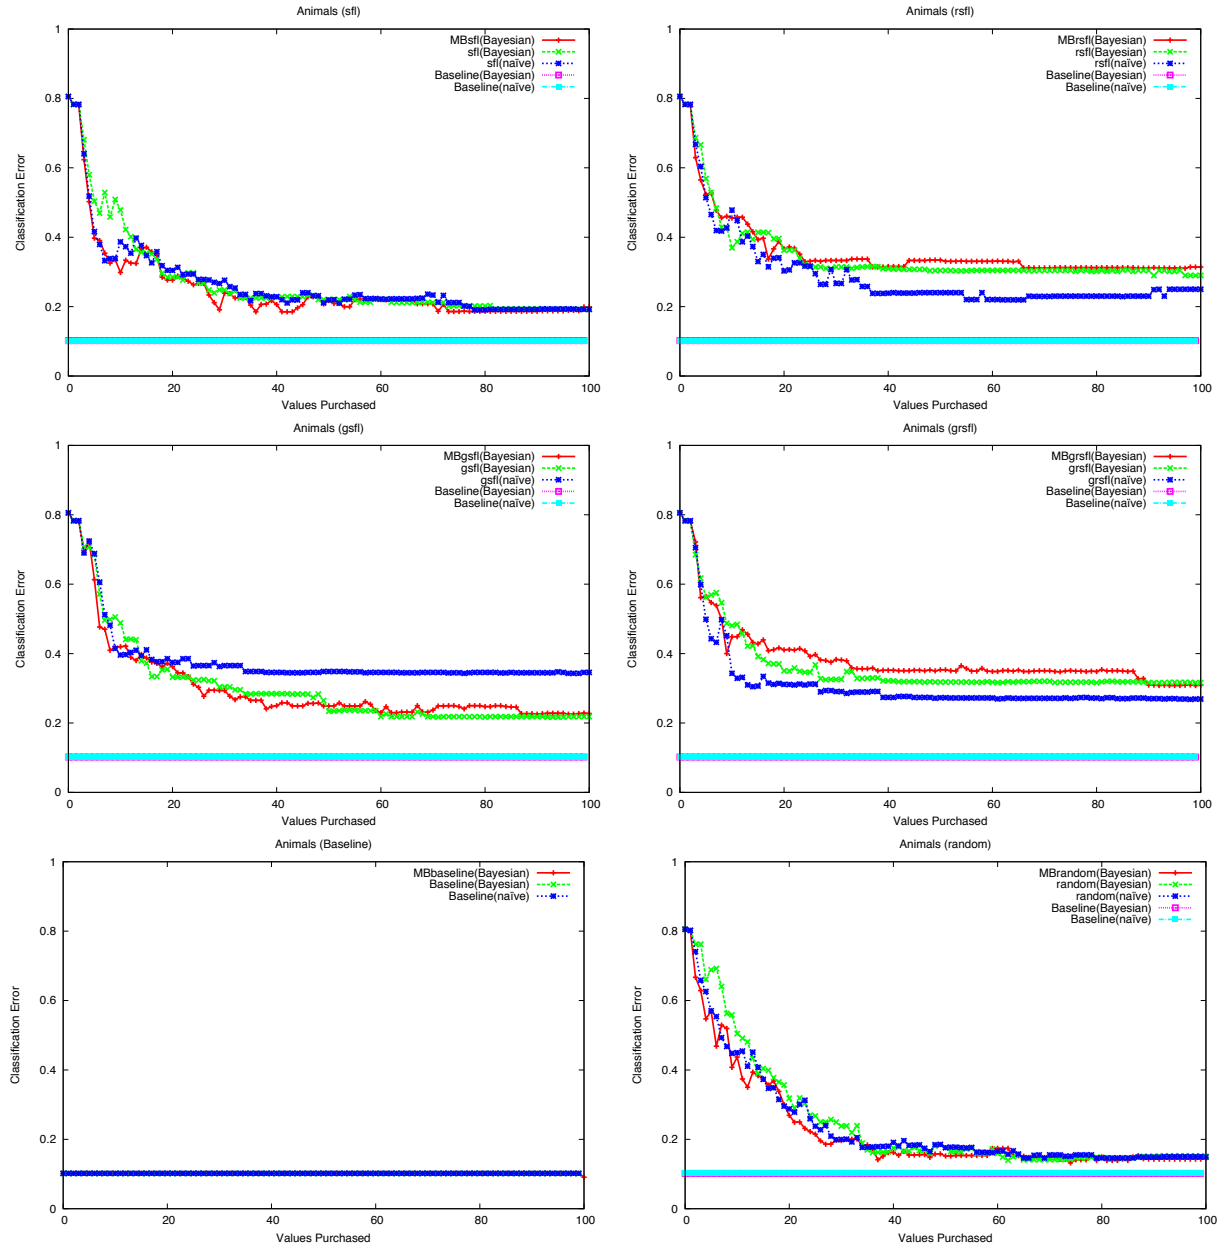 Animals (sfl)
1
0.8
0.6
0.4
0.2
0
0 20 40 60 80 100
Classification Error
Values Purchased
MBsfl(Bayesian)
sfl(Bayesian)
sfl(naïve)
Baseline(Bayesian)
Baseline(naïve)
Animals (rsfl)
1
0.8
0.6
0.4
0.2
0
0 20 40 60 80 100
Classification Error
Values Purchased
MBrsfl(Bayesian)
rsfl(Bayesian)
rsfl(naïve)
Baseline(Bayesian)
Baseline(naïve)
Animals (gsfl)
1
0.8
0.6
0.4
0.2
0
0 20 40 60 80 100
Classification Error
Values Purchased
MBgsfl(Bayesian)
gsfl(Bayesian)
gsfl(naïve)
Baseline(Bayesian)
Baseline(naïve)
Animals (grsfl)
1
0.8
0.6
0.4
0.2
0
0 20 40 60 80 100
Classification Error
Values Purchased
MBgrsfl(Bayesian)
grsfl(Bayesian)
grsfl(naïve)
Baseline(Bayesian)
Baseline(naïve)
Animals (Baseline)
1
0.8
0.6
0.4
0.2
0
0 20 40 60 80 100
Classification Error
Values Purchased
MBbaseline(Bayesian)
Baseline(Bayesian)
Baseline(naïve)
Animals (random)
1
0.8
0.6
0.4
0.2
0
0 20 40 60 80 100
Classification Error
Values Purchased
MBrandom(Bayesian)
random(Bayesian)
random(naïve)
Baseline(Bayesian)
Baseline(naïve)